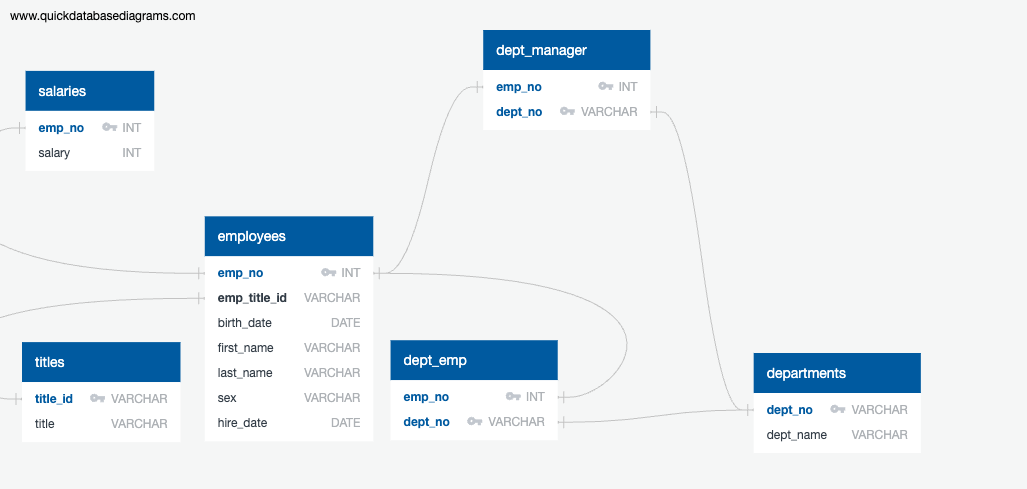 www.quickdatabasediagrams.com
dept_manager
emp_no INT
dept_no VARCHAR
salaries
emp_no INT
salary INT
employees
emp_no INT
emp_title_id VARCHAR
birth_date DATE
first_name VARCHAR
last_name VARCHAR
sex VARCHAR
hire_date DATE
titles
title_id VARCHAR
title VARCHAR
dept_emp
emp_no INT
dept_no VARCHAR
departments
dept_no VARCHAR
dept_name VARCHAR